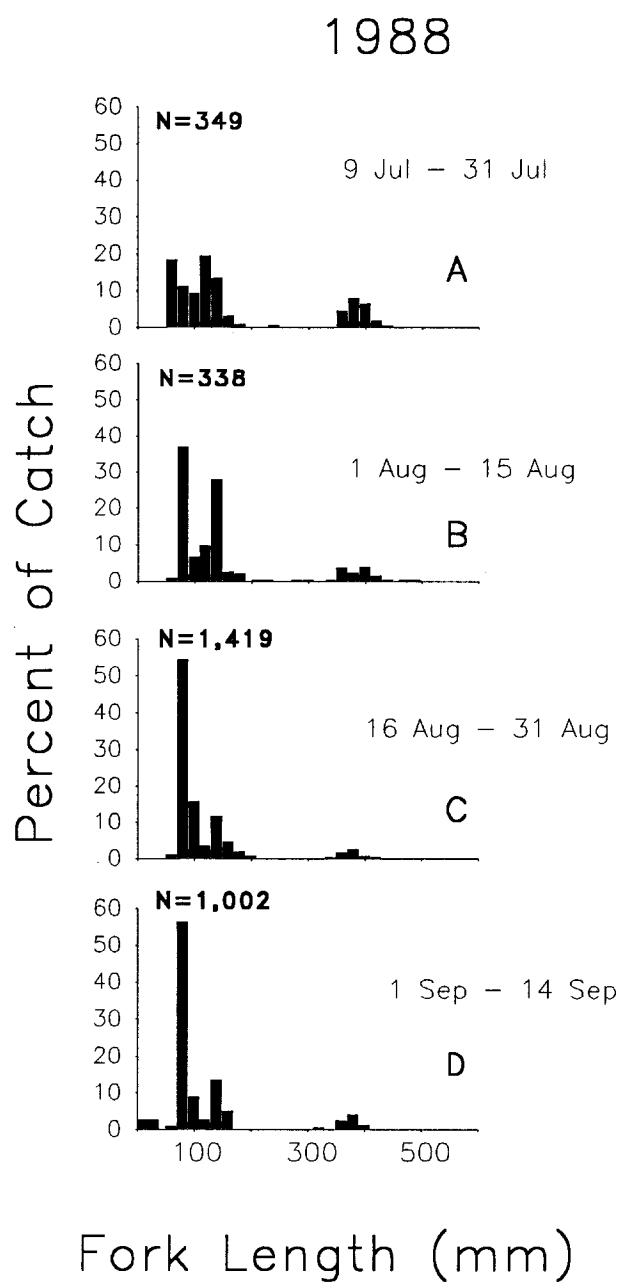 1988
Percent of Catch
60
50
40
30
20
10
0
N=349
9 Jul – 31 Jul
A
60
50
40
30
20
10
0
N=338
1 Aug – 15 Aug
B
60
50
40
30
20
10
0
N=1,419
16 Aug – 31 Aug
C
60
50
40
30
20
10
0
N=1,002
1 Sep – 14 Sep
D
100 300 500
Fork Length (mm)